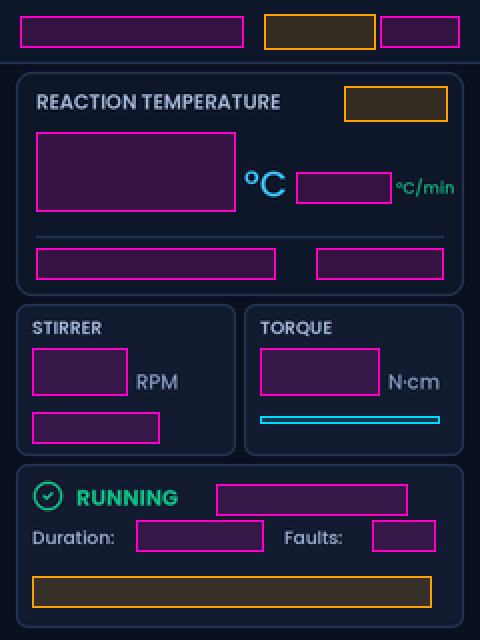 REACTION TEMPERATURE
°C °C/min
STIRRER TORQUE
RPM N·cm
RUNNING
Duration: Faults: